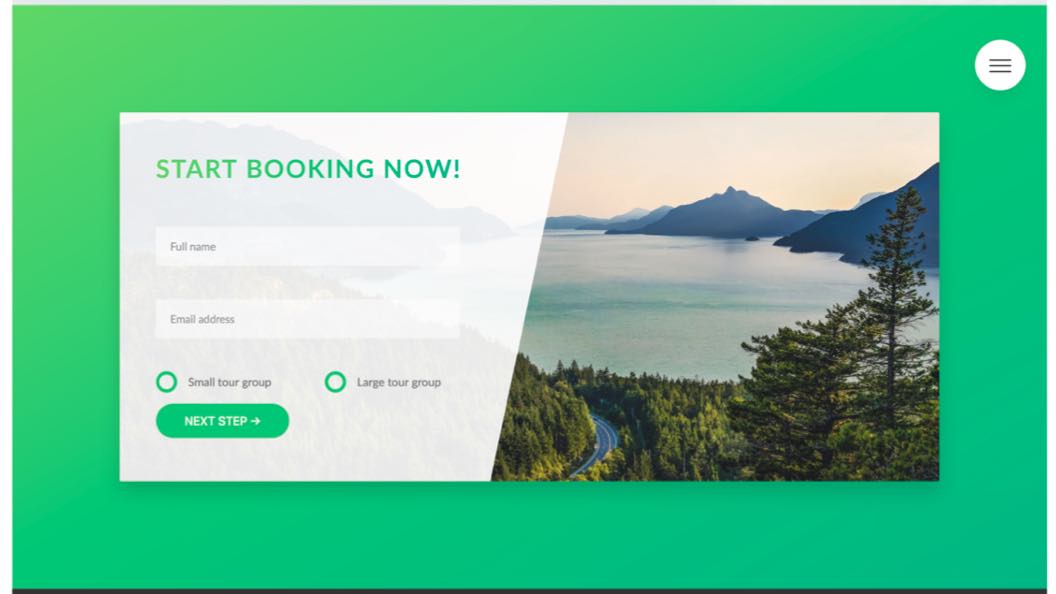 START BOOKING NOW!
Full name
Email address
Small tour group
Large tour group
NEXT STEP →